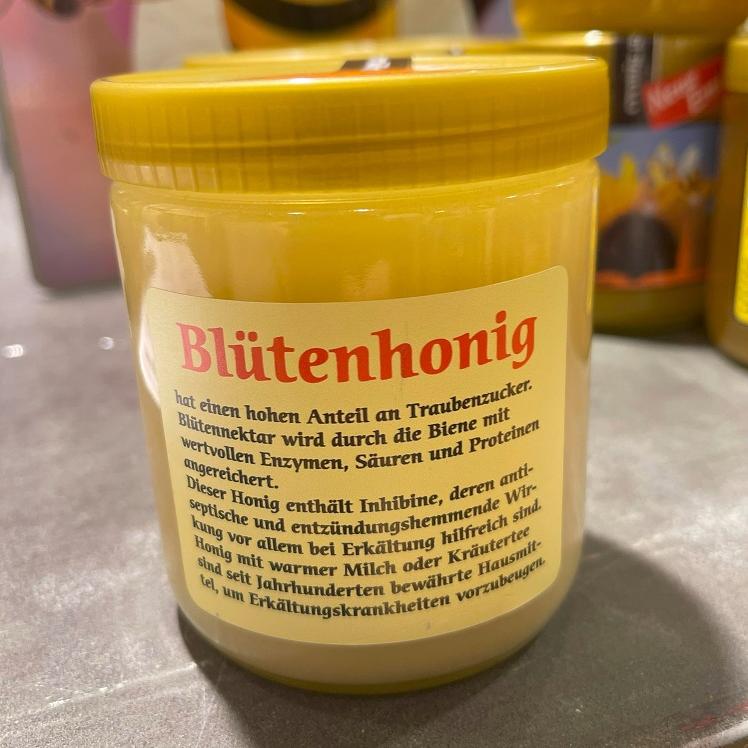 Blütenhonig
hat einen hohen Anteil an Traubenzucker.
Blütennektar wird durch die Biene mit
wertvollen Enzymen, Säuren und Proteinen
angereichert.
Dieser Honig enthält Inhibine, deren anti-
septische und entzündungshemmende Wir-
kung vor allem bei Erkältung hilfreich sind.
Honig mit warmer Milch oder Kräutertee
sind seit Jahrhunderten bewährte Hausmit-
tel, um Erkältungskrankheiten vorzubeugen.